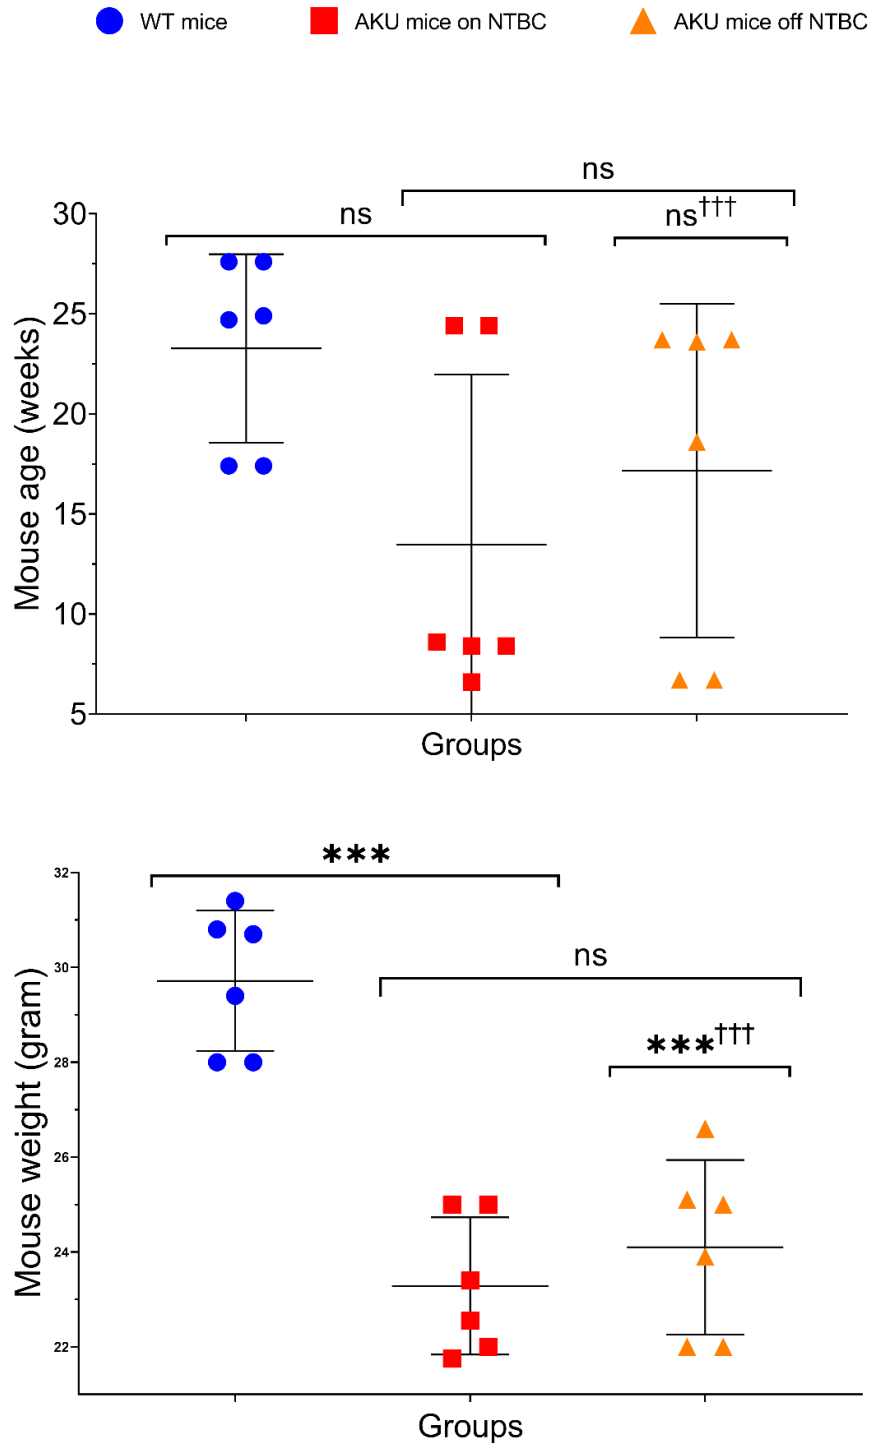 WT mice AKU mice on NTBC AKU mice off NTBC
ns
ns ns†††
30
25
20
15
10
5
Mouse age (weeks)
Groups
***
ns
***†††
32
30
28
26
24
22
Mouse weight (gram)
Groups